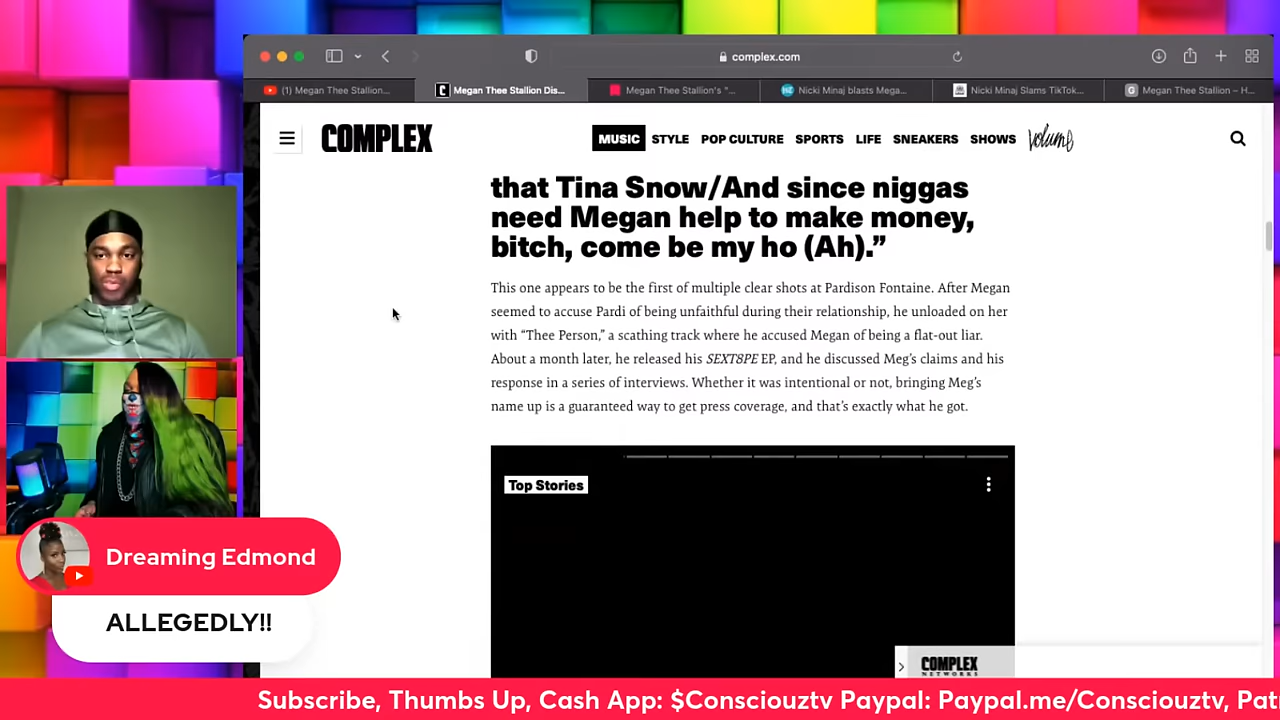 complex.com
(1) Megan Thee Stallion...
C
Megan Thee Stallion Dis...
Megan Thee Stallion's "...
Nicki Minaj blasts Mega...
Nicki Minaj Slams TikTok...
G
Megan Thee Stallion – H...
COMPLEX
MUSIC
STYLE
POP CULTURE
SPORTS
LIFE
SNEAKERS
SHOWS
volume
that Tina Snow/And since niggas
need Megan help to make money,
bitch, come be my ho (Ah).”
This one appears to be the first of multiple clear shots at Pardison Fontaine. After Megan
seemed to accuse Pardi of being unfaithful during their relationship, he unloaded on her
with “Thee Person,” a scathing track where he accused Megan of being a flat-out liar.
About a month later, he released his SEXT8PE EP, and he discussed Meg’s claims and his
response in a series of interviews. Whether it was intentional or not, bringing Meg’s
name up is a guaranteed way to get press coverage, and that’s exactly what he got.
Top Stories
Dreaming Edmond
ALLEGEDLY!!
COMPLEX
NETWORKS
Subscribe, Thumbs Up, Cash App: $Consciouztv Paypal: Paypal.me/Consciouztv, Pat